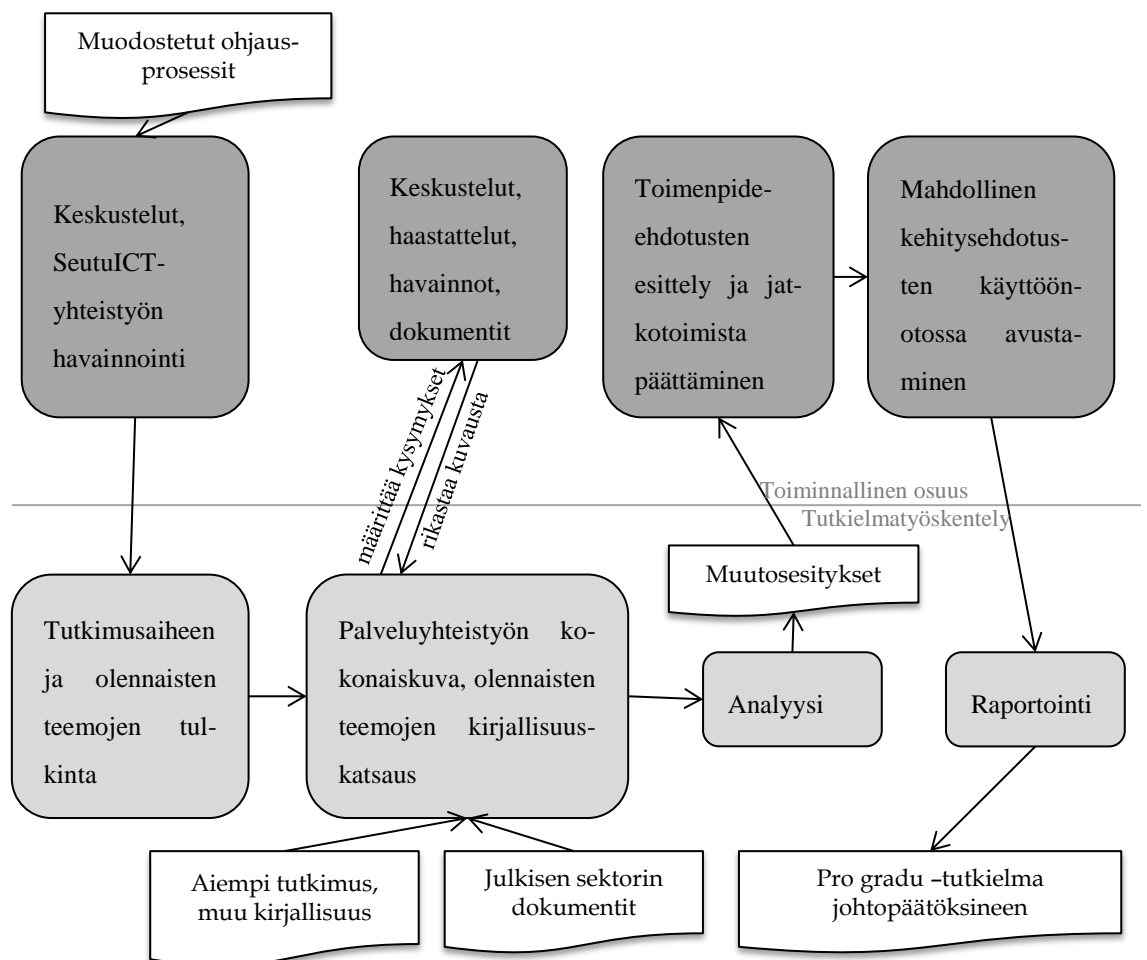 Muodostetut ohjaus-
prosessit
Keskustelut,
SeutuICT-
yhteistyön
havainnointi
Keskustelut,
haastattelut,
havainnot,
dokumentit
Toimenpide-
ehdotusten
esittely ja jat-
kotoimista
päättäminen
Mahdollinen
kehitysehdotus-
ten käyttöön-
otossa avusta-
minen
määrittää kysymykset
rikastaa kuvausta
Toiminnallinen osuus
Tutkielmatyöskentely
Muutosesitykset
Tutkimusaiheen
ja olennaisten
teemojen tul-
kinta
Palveluyhteistyön ko-
konaiskuva, olennaisten
teemojen kirjallisuus-
katsaus
Analyysi
Raportointi
Aiempi tutkimus,
muu kirjallisuus
Julkisen sektorin
dokumentit
Pro gradu –tutkielma
johtopäätöksineen